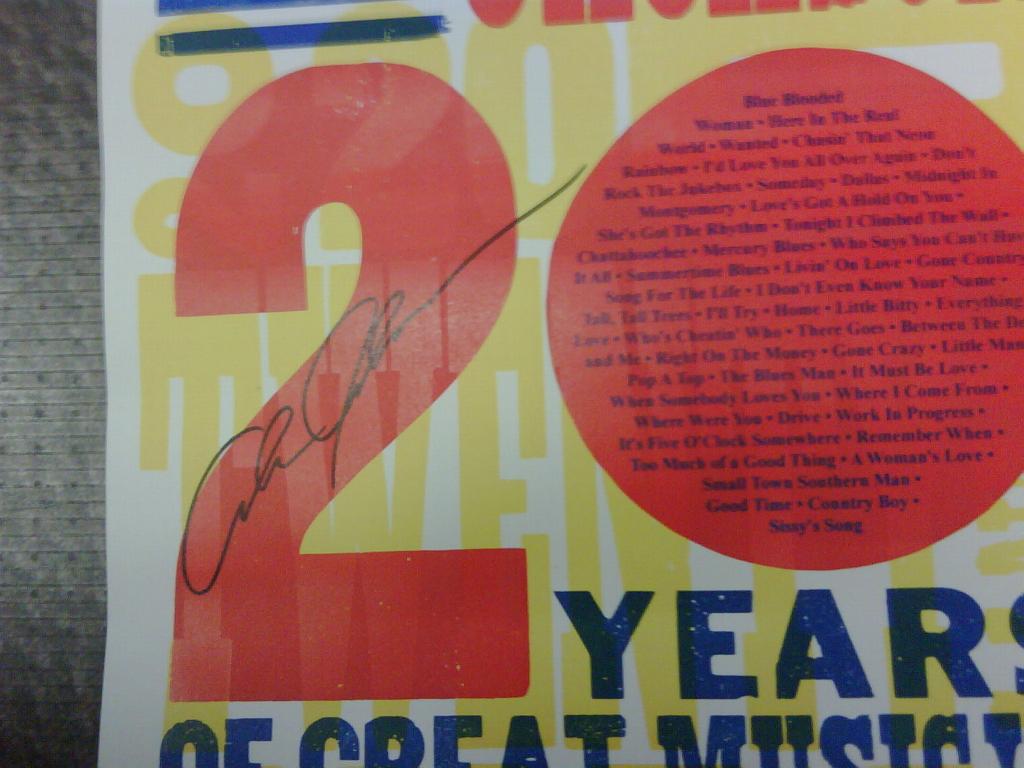 20
Blue Blooded
Woman • Here In The Real
World • Wanted • Chasin' That Neon
Rainbow • I'd Love You All Over Again • Don't
Rock The Jukebox • Someday • Dallas • Midnight In
Montgomery • Love's Got A Hold On You •
She's Got The Rhythm • Tonight I Climbed The Wall •
Chattahoochee • Mercury Blues • Who Says You Can't Have
It All • Summertime Blues • Livin' On Love • Gone Country
Song For The Life • I Don't Even Know Your Name •
Tall, Tall Trees • I'll Try • Home • Little Bitty • Everything
Love • Who's Cheatin' Who • There Goes • Between The De
and Me • Right On The Money • Gone Crazy • Little Man
Pop A Top • The Blues Man • It Must Be Love •
When Somebody Loves You • Where I Come From •
Where Were You • Drive • Work In Progress •
It's Five O'Clock Somewhere • Remember When •
Too Much of a Good Thing • A Woman's Love •
Small Town Southern Man •
Good Time • Country Boy •
Sissy's Song
YEARS
OF GREAT MUSIC